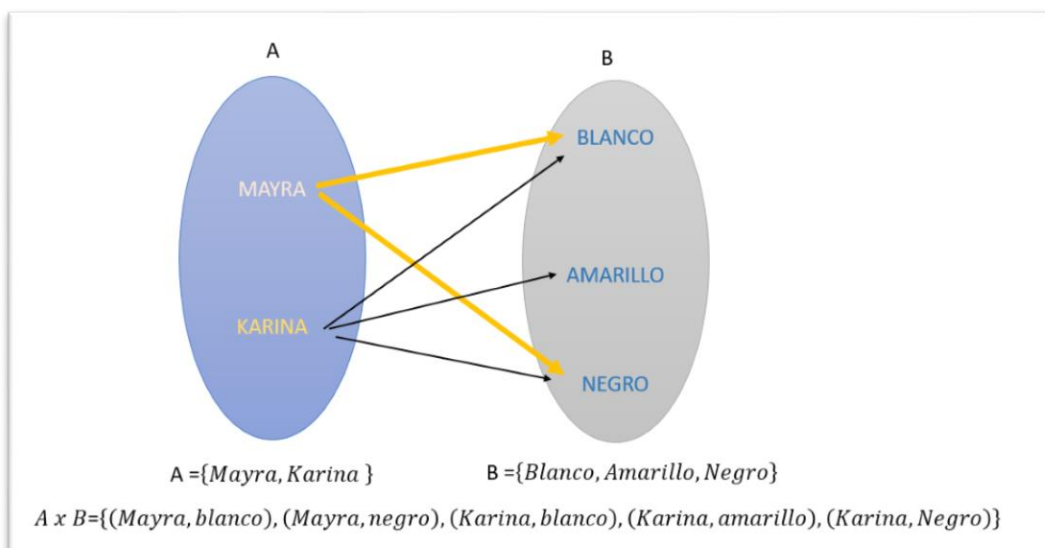 A
B
BLANCO
MAYRA
AMARILLO
KARINA
NEGRO
A ={Mayra, Karina }
B ={Blanco, Amarillo, Negro}
A x B={(Mayra, blanco), (Mayra, negro), (Karina, blanco), (Karina, amarillo), (Karina, Negro)}